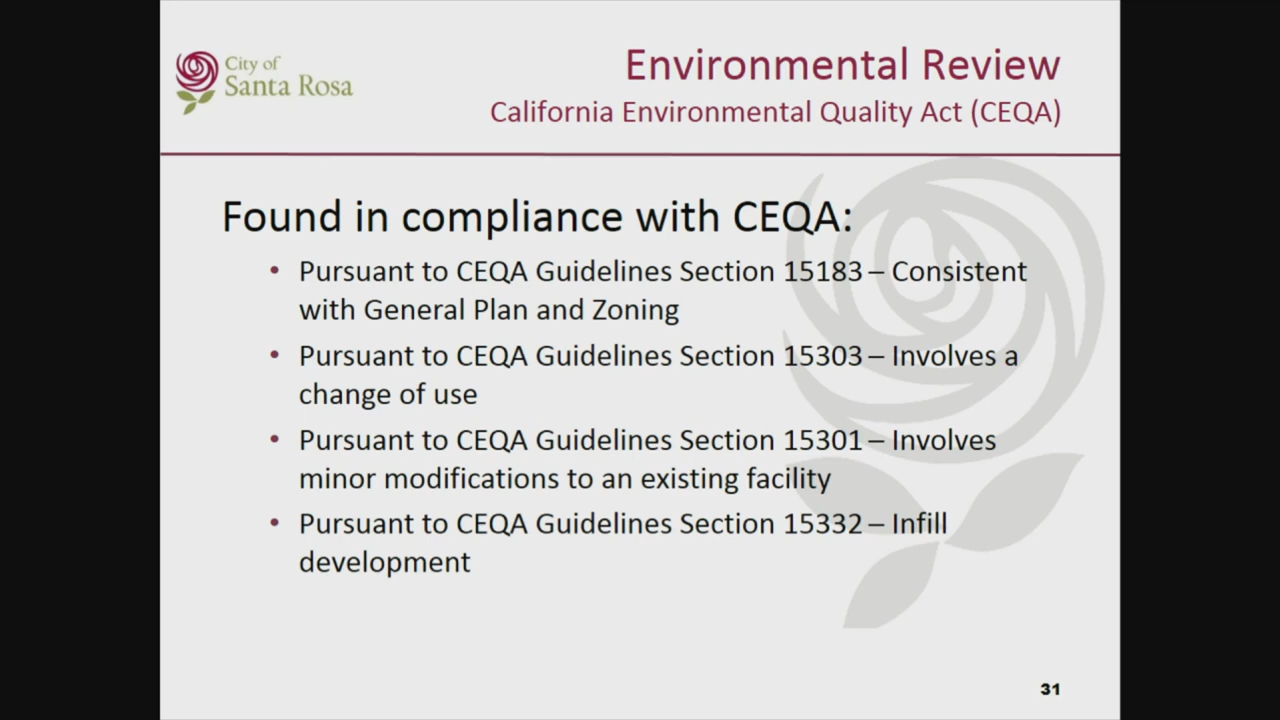 City of
Santa Rosa
Environmental Review
California Environmental Quality Act (CEQA)
Found in compliance with CEQA:
• Pursuant to CEQA Guidelines Section 15183 – Consistent
with General Plan and Zoning
• Pursuant to CEQA Guidelines Section 15303 – Involves a
change of use
• Pursuant to CEQA Guidelines Section 15301 – Involves
minor modifications to an existing facility
• Pursuant to CEQA Guidelines Section 15332 – Infill
development
31